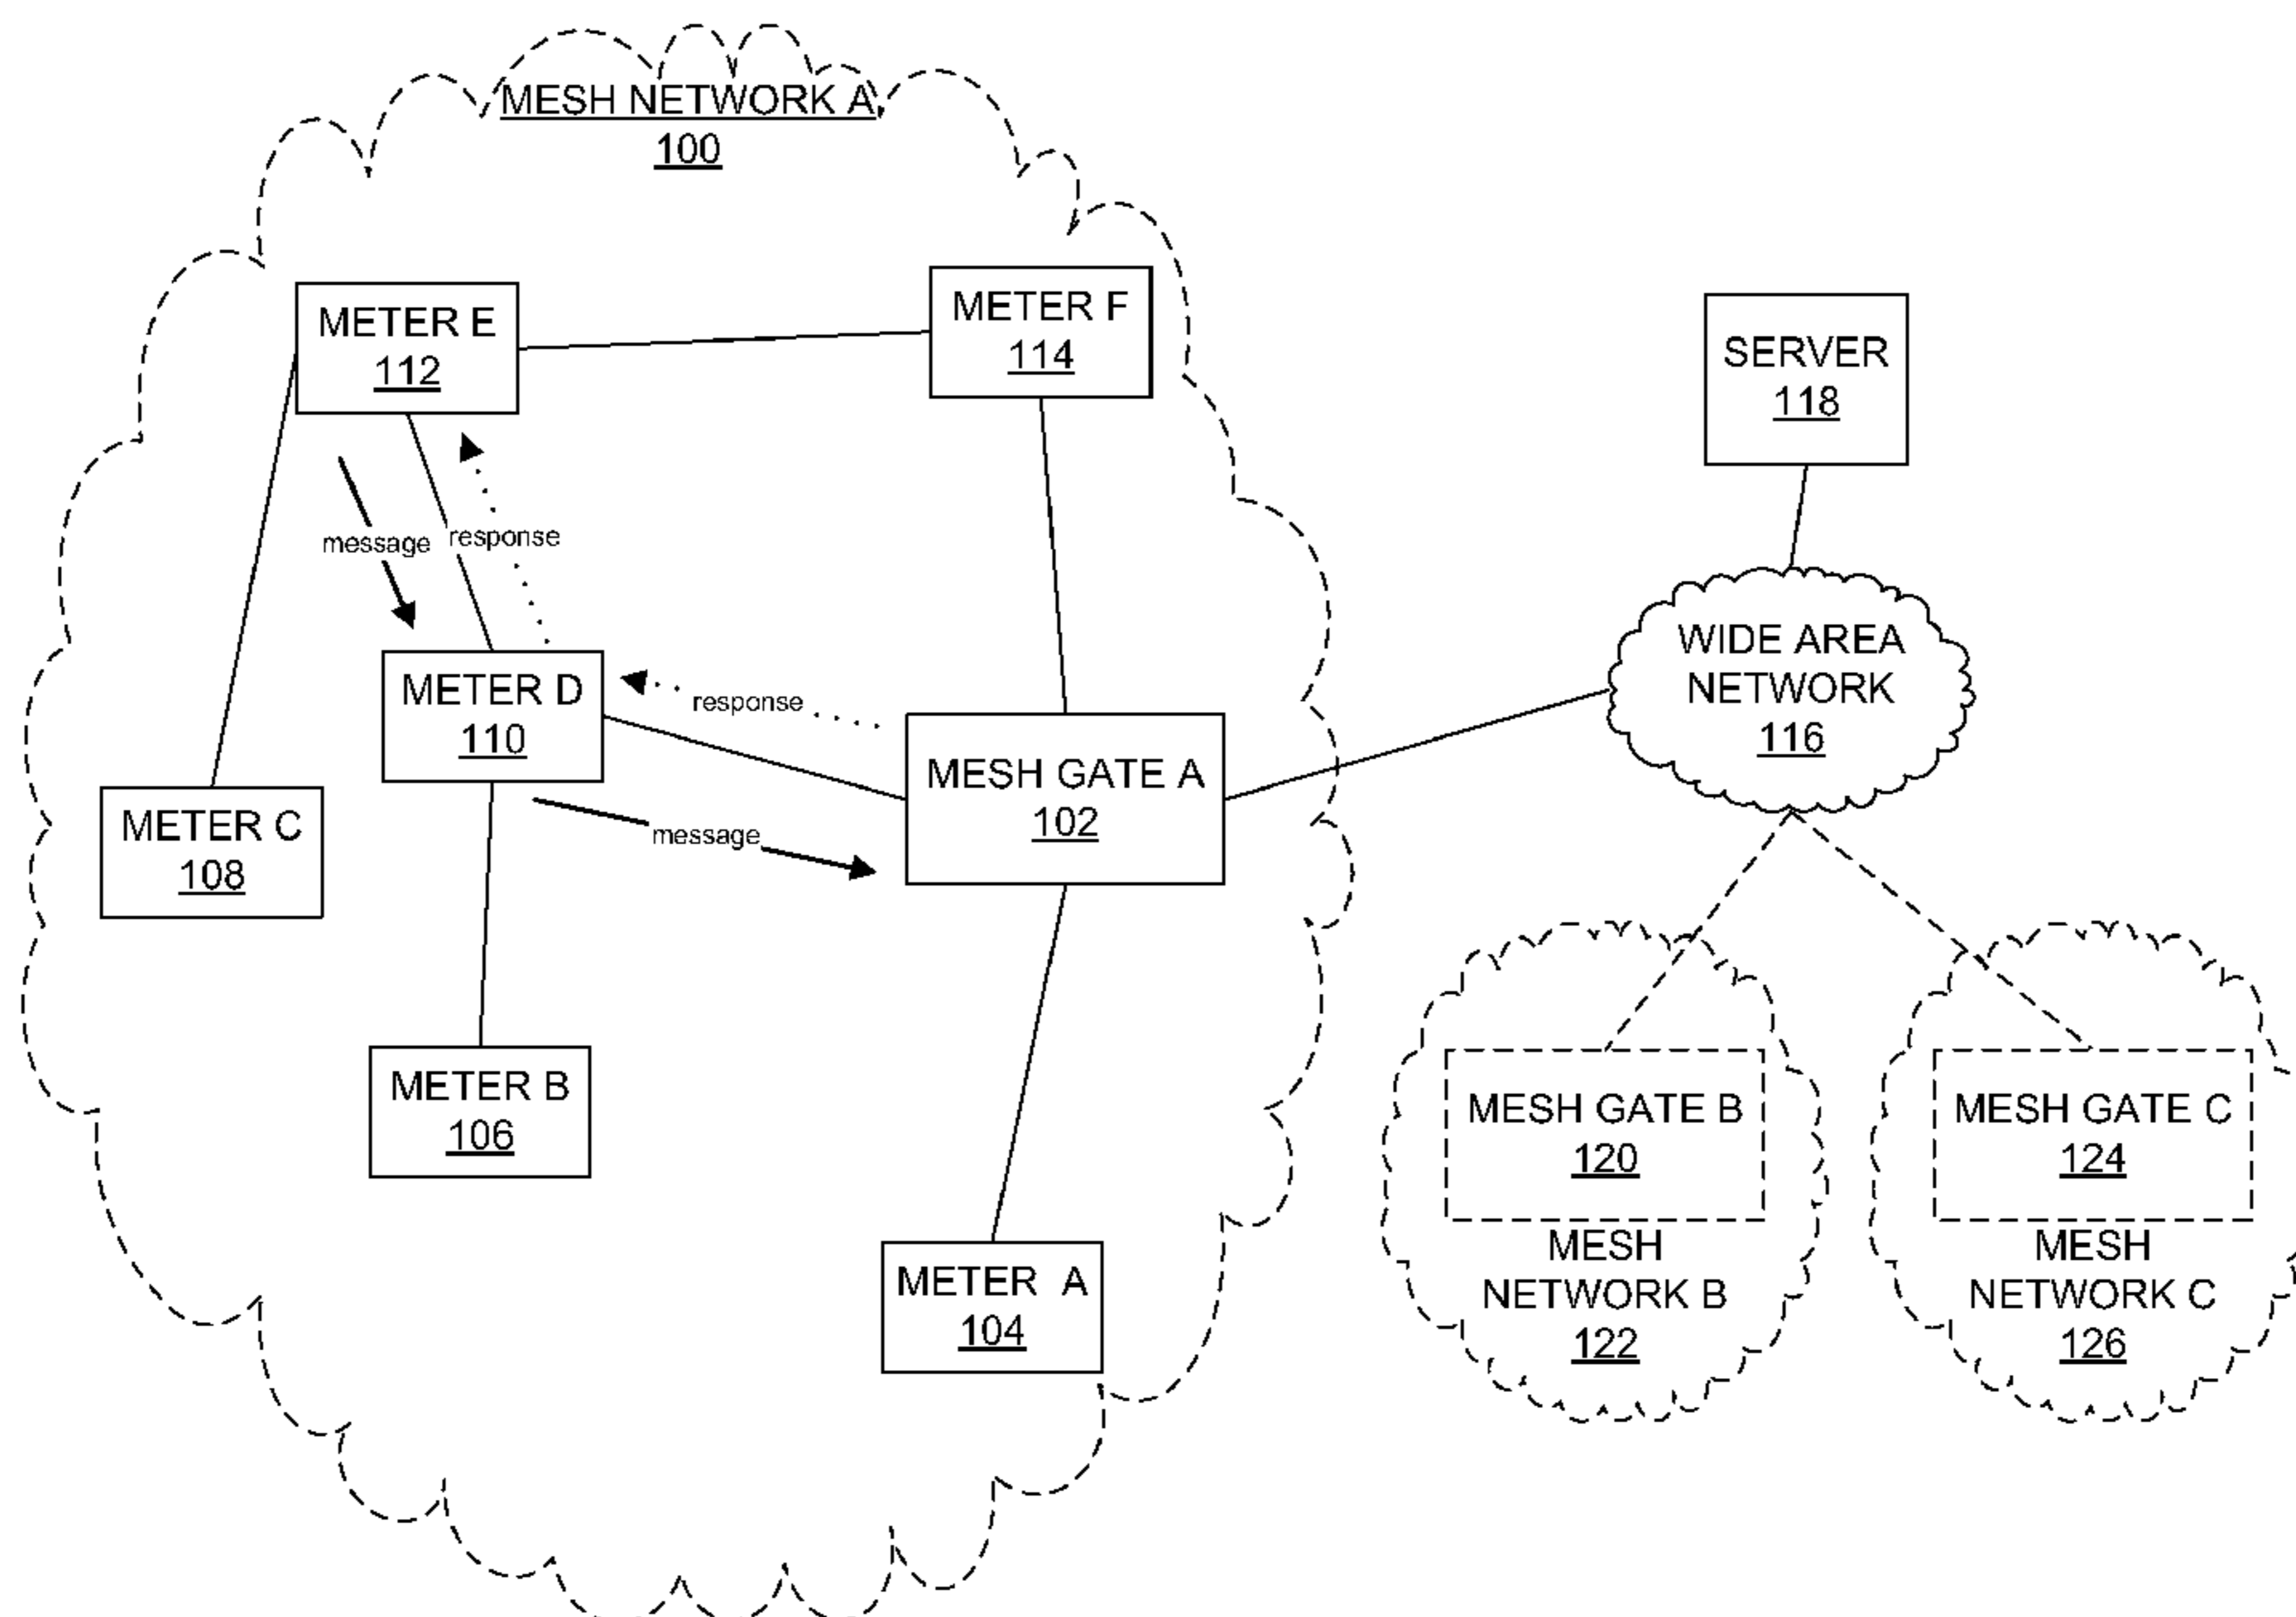 MESH NETWORK A
100
METER E
112
METER F
114
SERVER
118
message
response
WIDE AREA
NETWORK
116
METER D
110
response
MESH GATE A
102
message
METER C
108
METER B
106
MESH GATE B
120
MESH
NETWORK B
122
MESH GATE C
124
MESH
NETWORK C
126
METER A
104